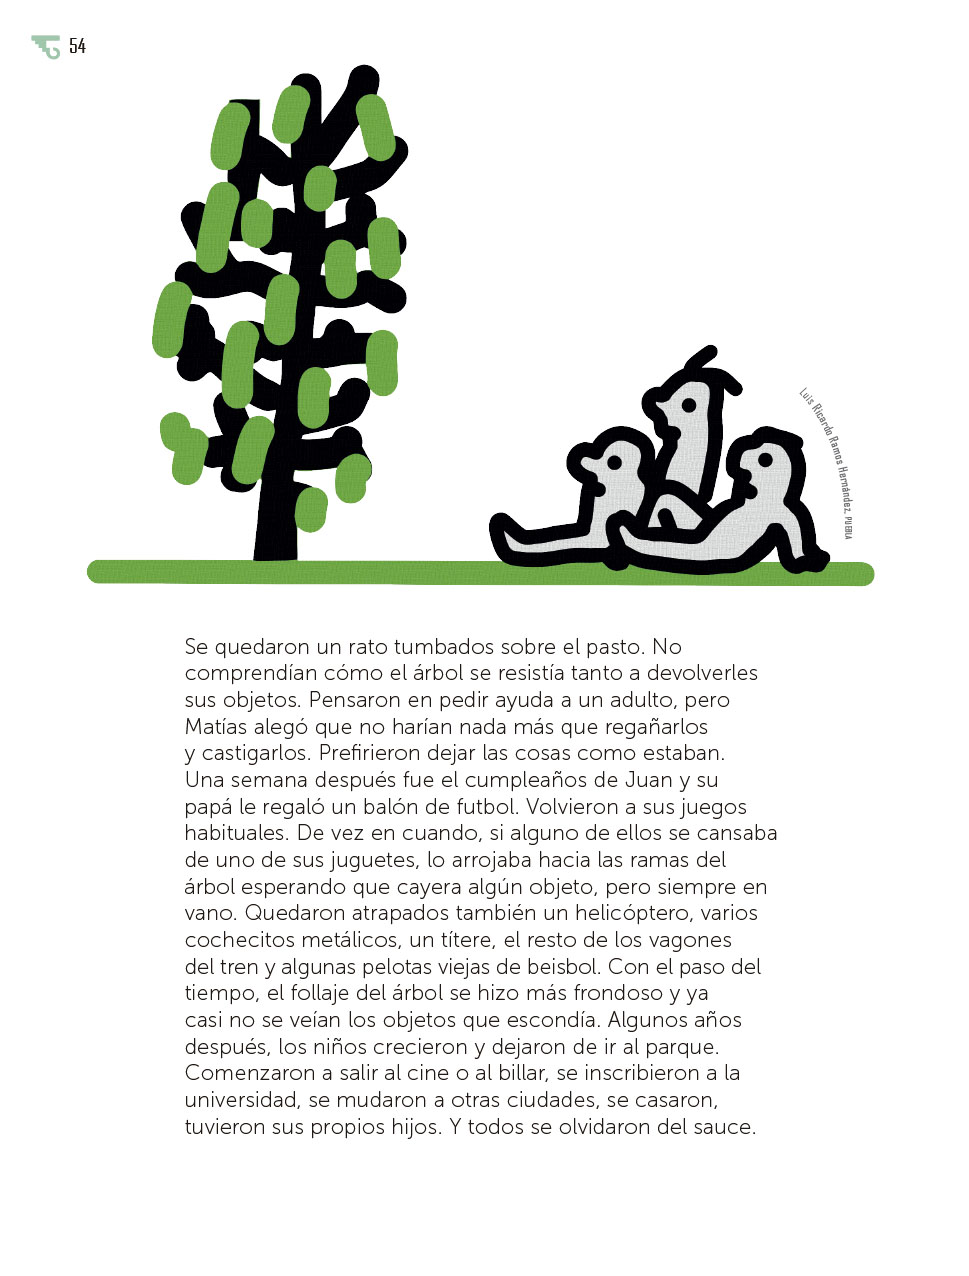 54
Luis Ricardo Ramos Hernández, PUEBLA
Se quedaron un rato tumbados sobre el pasto. No
comprendían cómo el árbol se resistía tanto a devolverles
sus objetos. Pensaron en pedir ayuda a un adulto, pero
Matías alegó que no harían nada más que regañarlos
y castigarlos. Prefirieron dejar las cosas como estaban.
Una semana después fue el cumpleaños de Juan y su
papá le regaló un balón de futbol. Volvieron a sus juegos
habituales. De vez en cuando, si alguno de ellos se cansaba
de uno de sus juguetes, lo arrojaba hacia las ramas del
árbol esperando que cayera algún objeto, pero siempre en
vano. Quedaron atrapados también un helicóptero, varios
cochecitos metálicos, un títere, el resto de los vagones
del tren y algunas pelotas viejas de beisbol. Con el paso del
tiempo, el follaje del árbol se hizo más frondoso y ya
casi no se veían los objetos que escondía. Algunos años
después, los niños crecieron y dejaron de ir al parque.
Comenzaron a salir al cine o al billar, se inscribieron a la
universidad, se mudaron a otras ciudades, se casaron,
tuvieron sus propios hijos. Y todos se olvidaron del sauce.